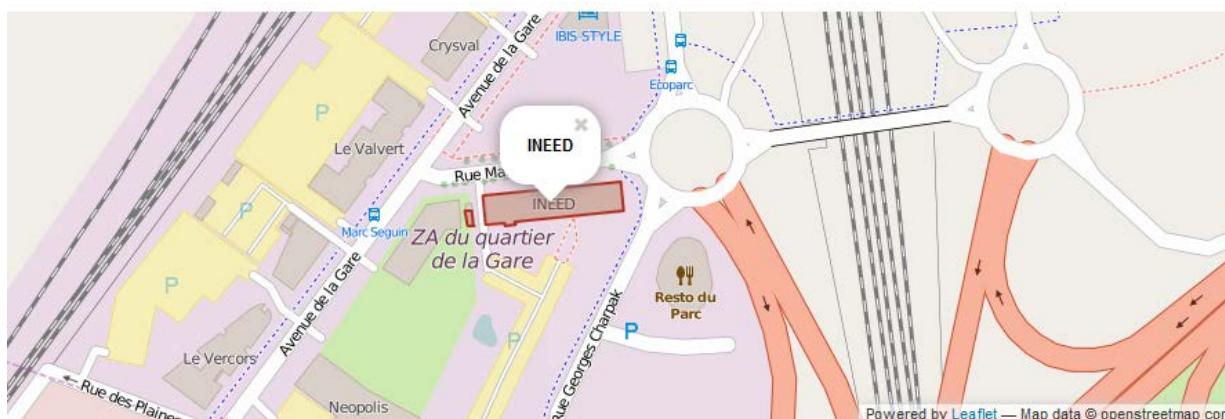 Crysval
Avenue de la Gare
IBIS-STYLE
Ecoparc
P
Le Valvert
INEED
Rue Ma
INEED
P
Marc Seguin
ZA du quartier
de la Gare
Resto du
Parc
P
Avenue de la Gare
P
P
Le Vercors
nue Georges Charpak
Rue des Plaines
Neopolis
Powered by Leaflet — Map data © openstreetmap.con